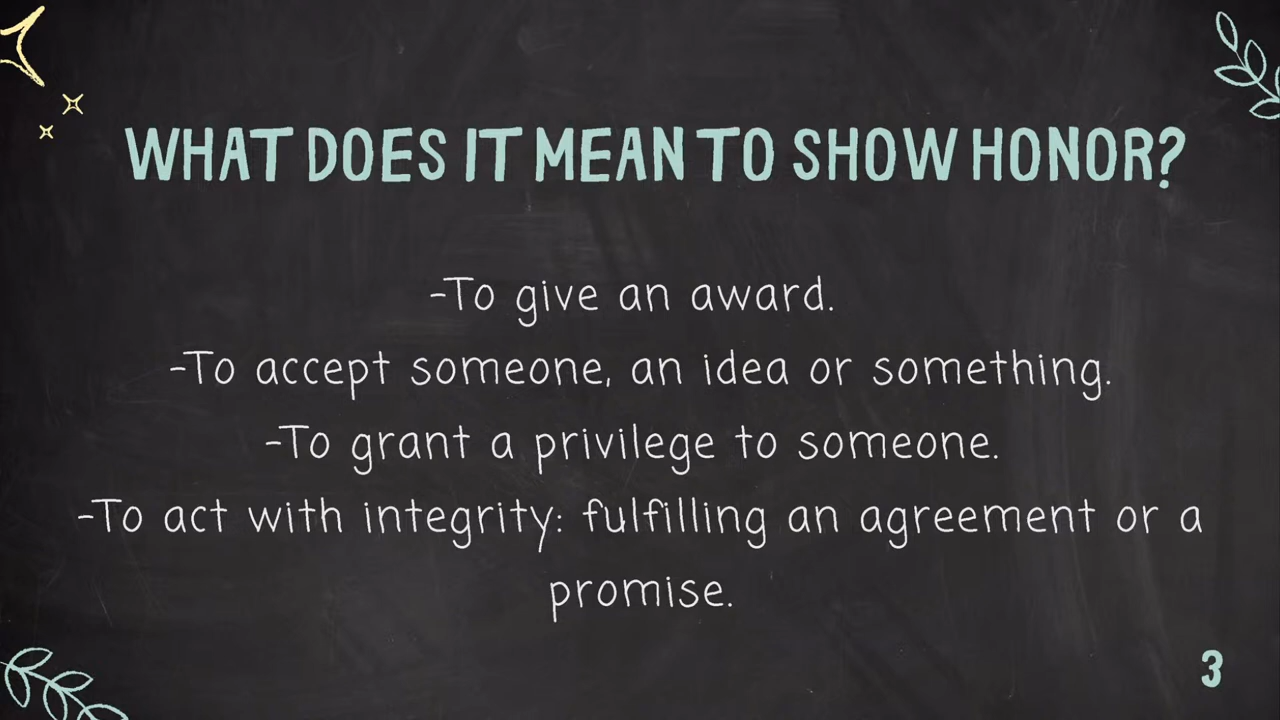 WHAT DOES IT MEAN TO SHOW HONOR?
-To give an award.
-To accept someone, an idea or something.
-To grant a privilege to someone.
-To act with integrity: fulfilling an agreement or a
promise.
3